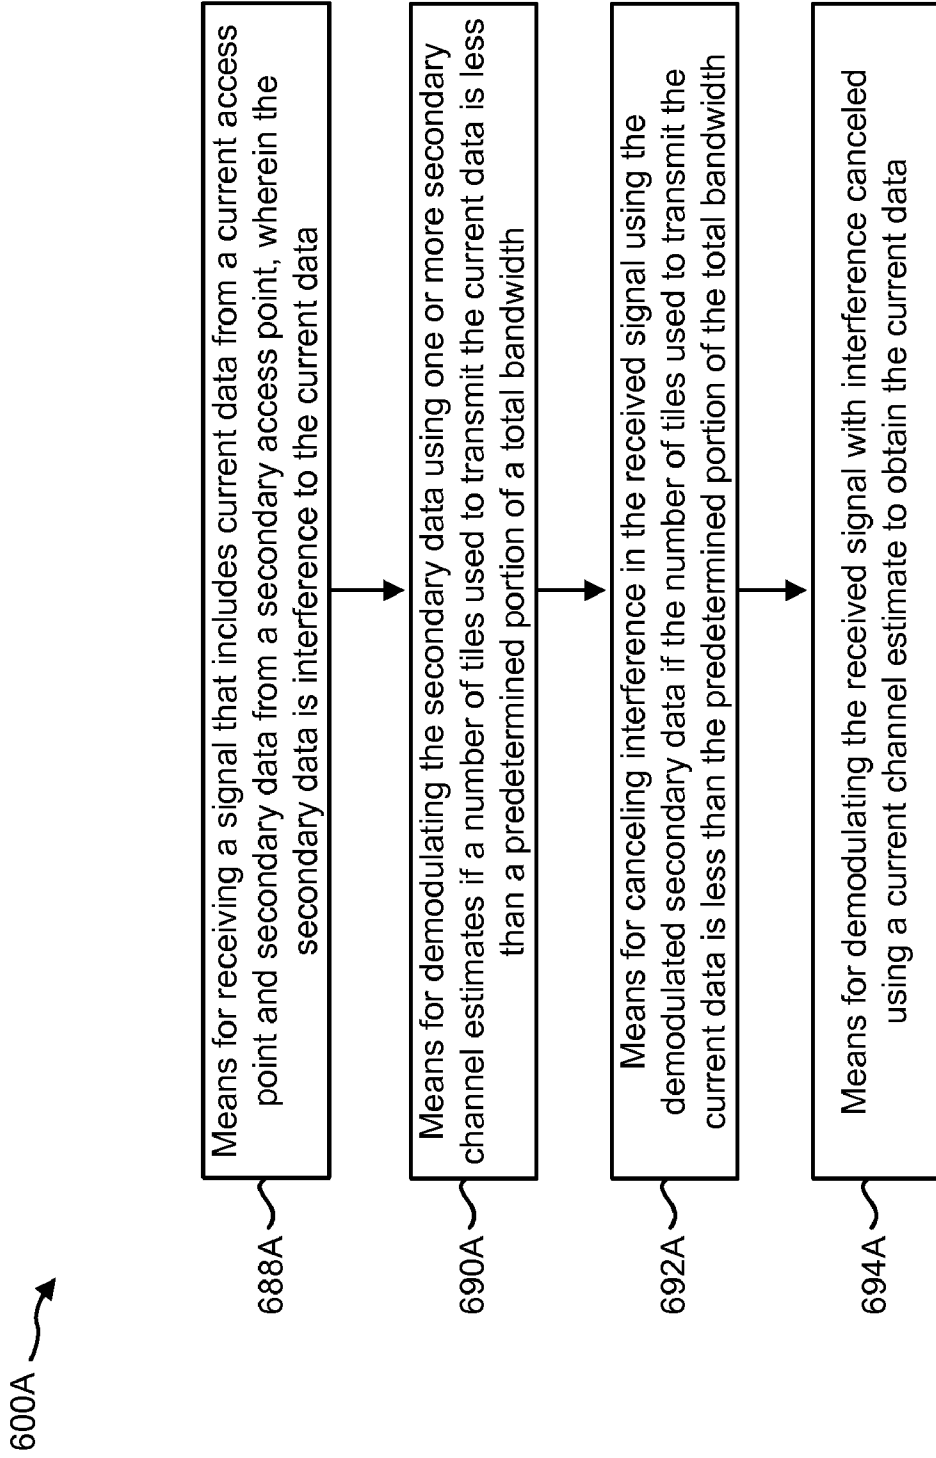 600A
688A
Means for receiving a signal that includes current data from a current access
point and secondary data from a secondary access point, wherein the
secondary data is interference to the current data
690A
Means for demodulating the secondary data using one or more secondary
channel estimates if a number of tiles used to transmit the current data is less
than a predetermined portion of a total bandwidth
692A
Means for canceling interference in the received signal using the
demodulated secondary data if the number of tiles used to transmit the
current data is less than the predetermined portion of the total bandwidth
694A
Means for demodulating the received signal with interference canceled
using a current channel estimate to obtain the current data